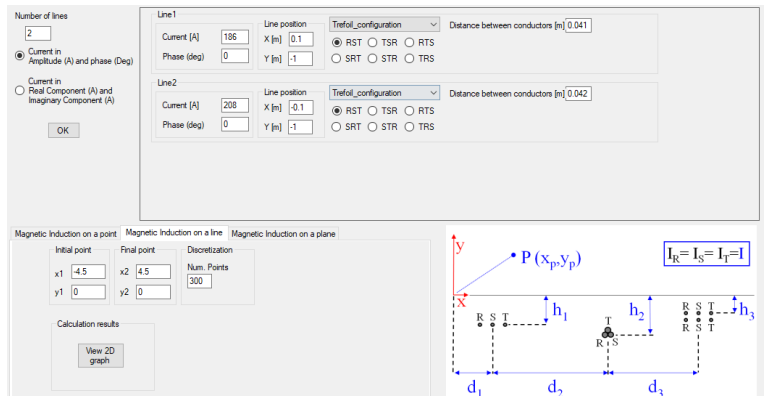 Number of lines
2
Current in
Amplitude (A) and phase (Deg)
Current in
Real Component (A) and
Imaginary Component (A)
OK
Line1
Current [A] 186
Phase (deg) 0
Line position
X [m] 0.1
Y [m] -1
Trefoil_configuration
RST TSR RTS
SRT STR TRS
Distance between conductors [m] 0.041
Line2
Current [A] 208
Phase (deg) 0
Line position
X [m] -0.1
Y [m] -1
Trefoil_configuration
RST TSR RTS
SRT STR TRS
Distance between conductors [m] 0.042
Magnetic Induction on a point Magnetic Induction on a line Magnetic Induction on a plane
Initial point
x1 -4.5
y1 0
Final point
x2 4.5
y2 0
Discretization
Num. Points
300
Calculation results
View 2D
graph
y
P (xp,yp)
IR= IS= IT=I
x
R S T
h1
T
R S
h2
R S T
R S T
h3
d1 d2 d3